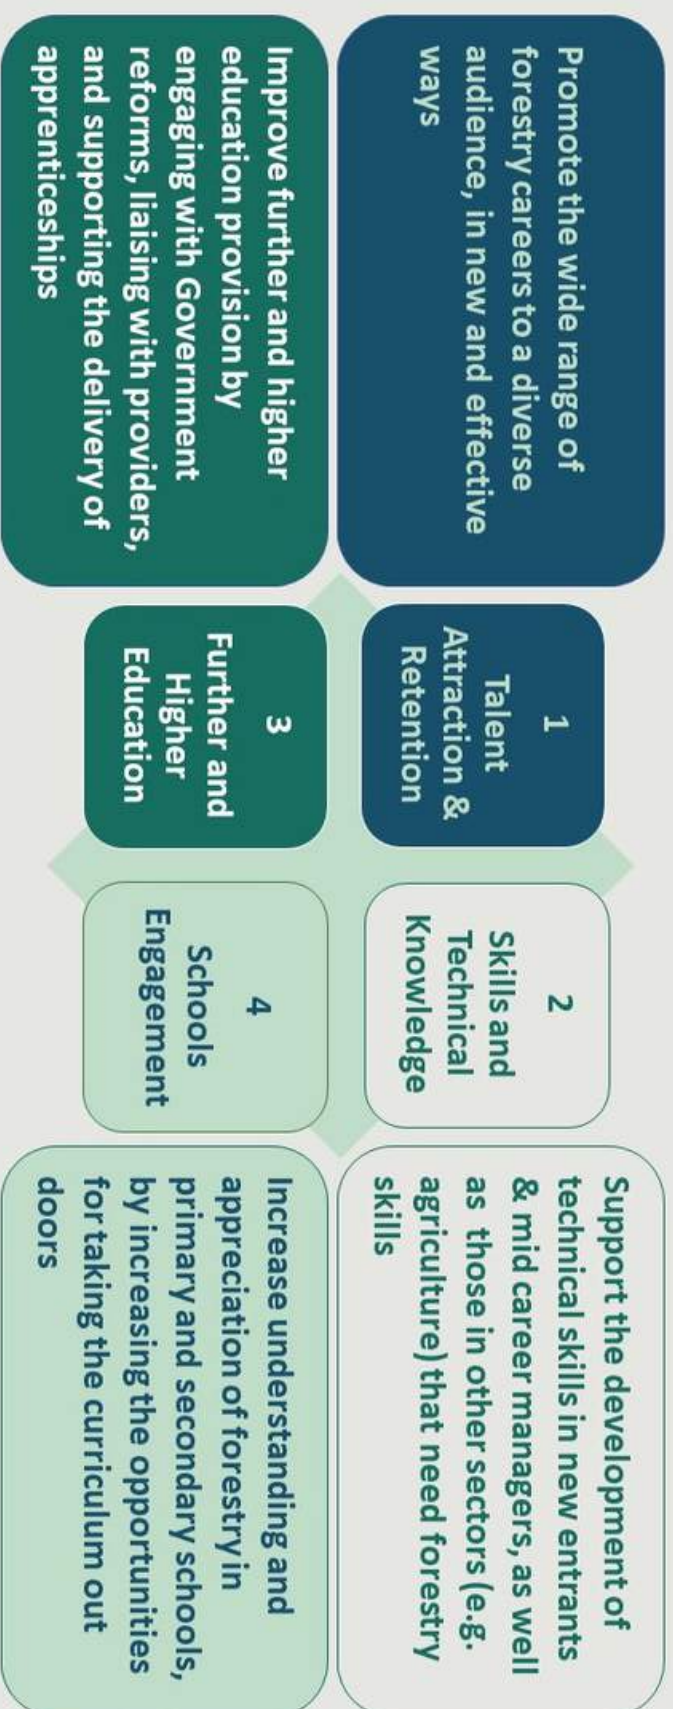 Promote the wide range of
forestry careers to a diverse
audience, in new and effective
ways
1
Talent
Attraction &
Retention
2
Skills and
Technical
Knowledge
Support the development of
technical skills in new entrants
& mid career managers, as well
as those in other sectors (e.g.
agriculture) that need forestry
skills
Improve further and higher
education provision by
engaging with Government
reforms, liaising with providers,
and supporting the delivery of
apprenticeships
3
Further and
Higher
Education
4
Schools
Engagement
Increase understanding and
appreciation of forestry in
primary and secondary schools,
by increasing the opportunities
for taking the curriculum out
doors